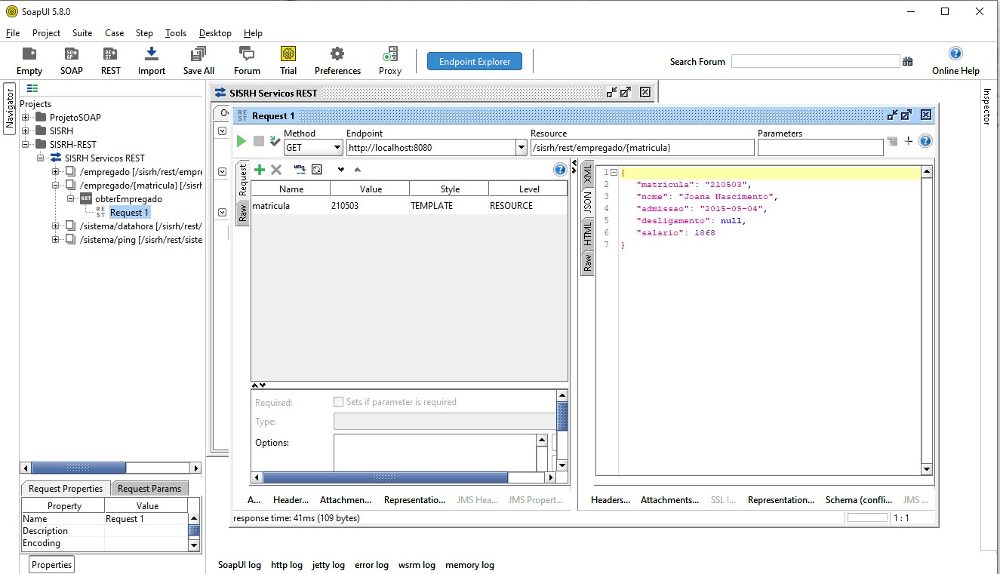 SoapUI 5.8.0
File Project Suite Case Step Tools Desktop Help
Empty SOAP REST Import Save All Forum Trial Preferences Proxy Endpoint Explorer Search Forum Online Help
Navigator
Projects
ProjetoSOAP
SISRH
SISRH-REST
SISRH Servicos REST
/empregado [/sisrh/rest/empre
/empregado/{matricula} [/sisrh
GET obterEmpregado
REST Request 1
/sistema/datahora [/sisrh/rest/
/sistema/ping [/sisrh/rest/siste
Request Properties Request Params
Property Value
Name Request 1
Description
Encoding
Properties
SISRH Servicos REST
Ov
REST Request 1
Method Endpoint Resource Parameters
GET http://localhost:8080 /sisrh/rest/empregado/{matricula}
Request
Raw
Name Value Style Level
matricula 210503 TEMPLATE RESOURCE
Required: Sets if parameter is required
Type:
Options:
A... Header... Attachmen... Representatio... JMS Hea... JMS Propert...
XML
JSON
HTML
Raw
1 {
2 "matricula": "210503",
3 "nome": "Joana Nascimento",
4 "admissao": "2015-09-04",
5 "desligamento": null,
6 "salario": 1868
7 }
Headers... Attachments... SSL I... Representation... Schema (confli... JMS ...
response time: 41ms (109 bytes) 1 : 1
Inspector
SoapUI log http log jetty log error log wsrm log memory log